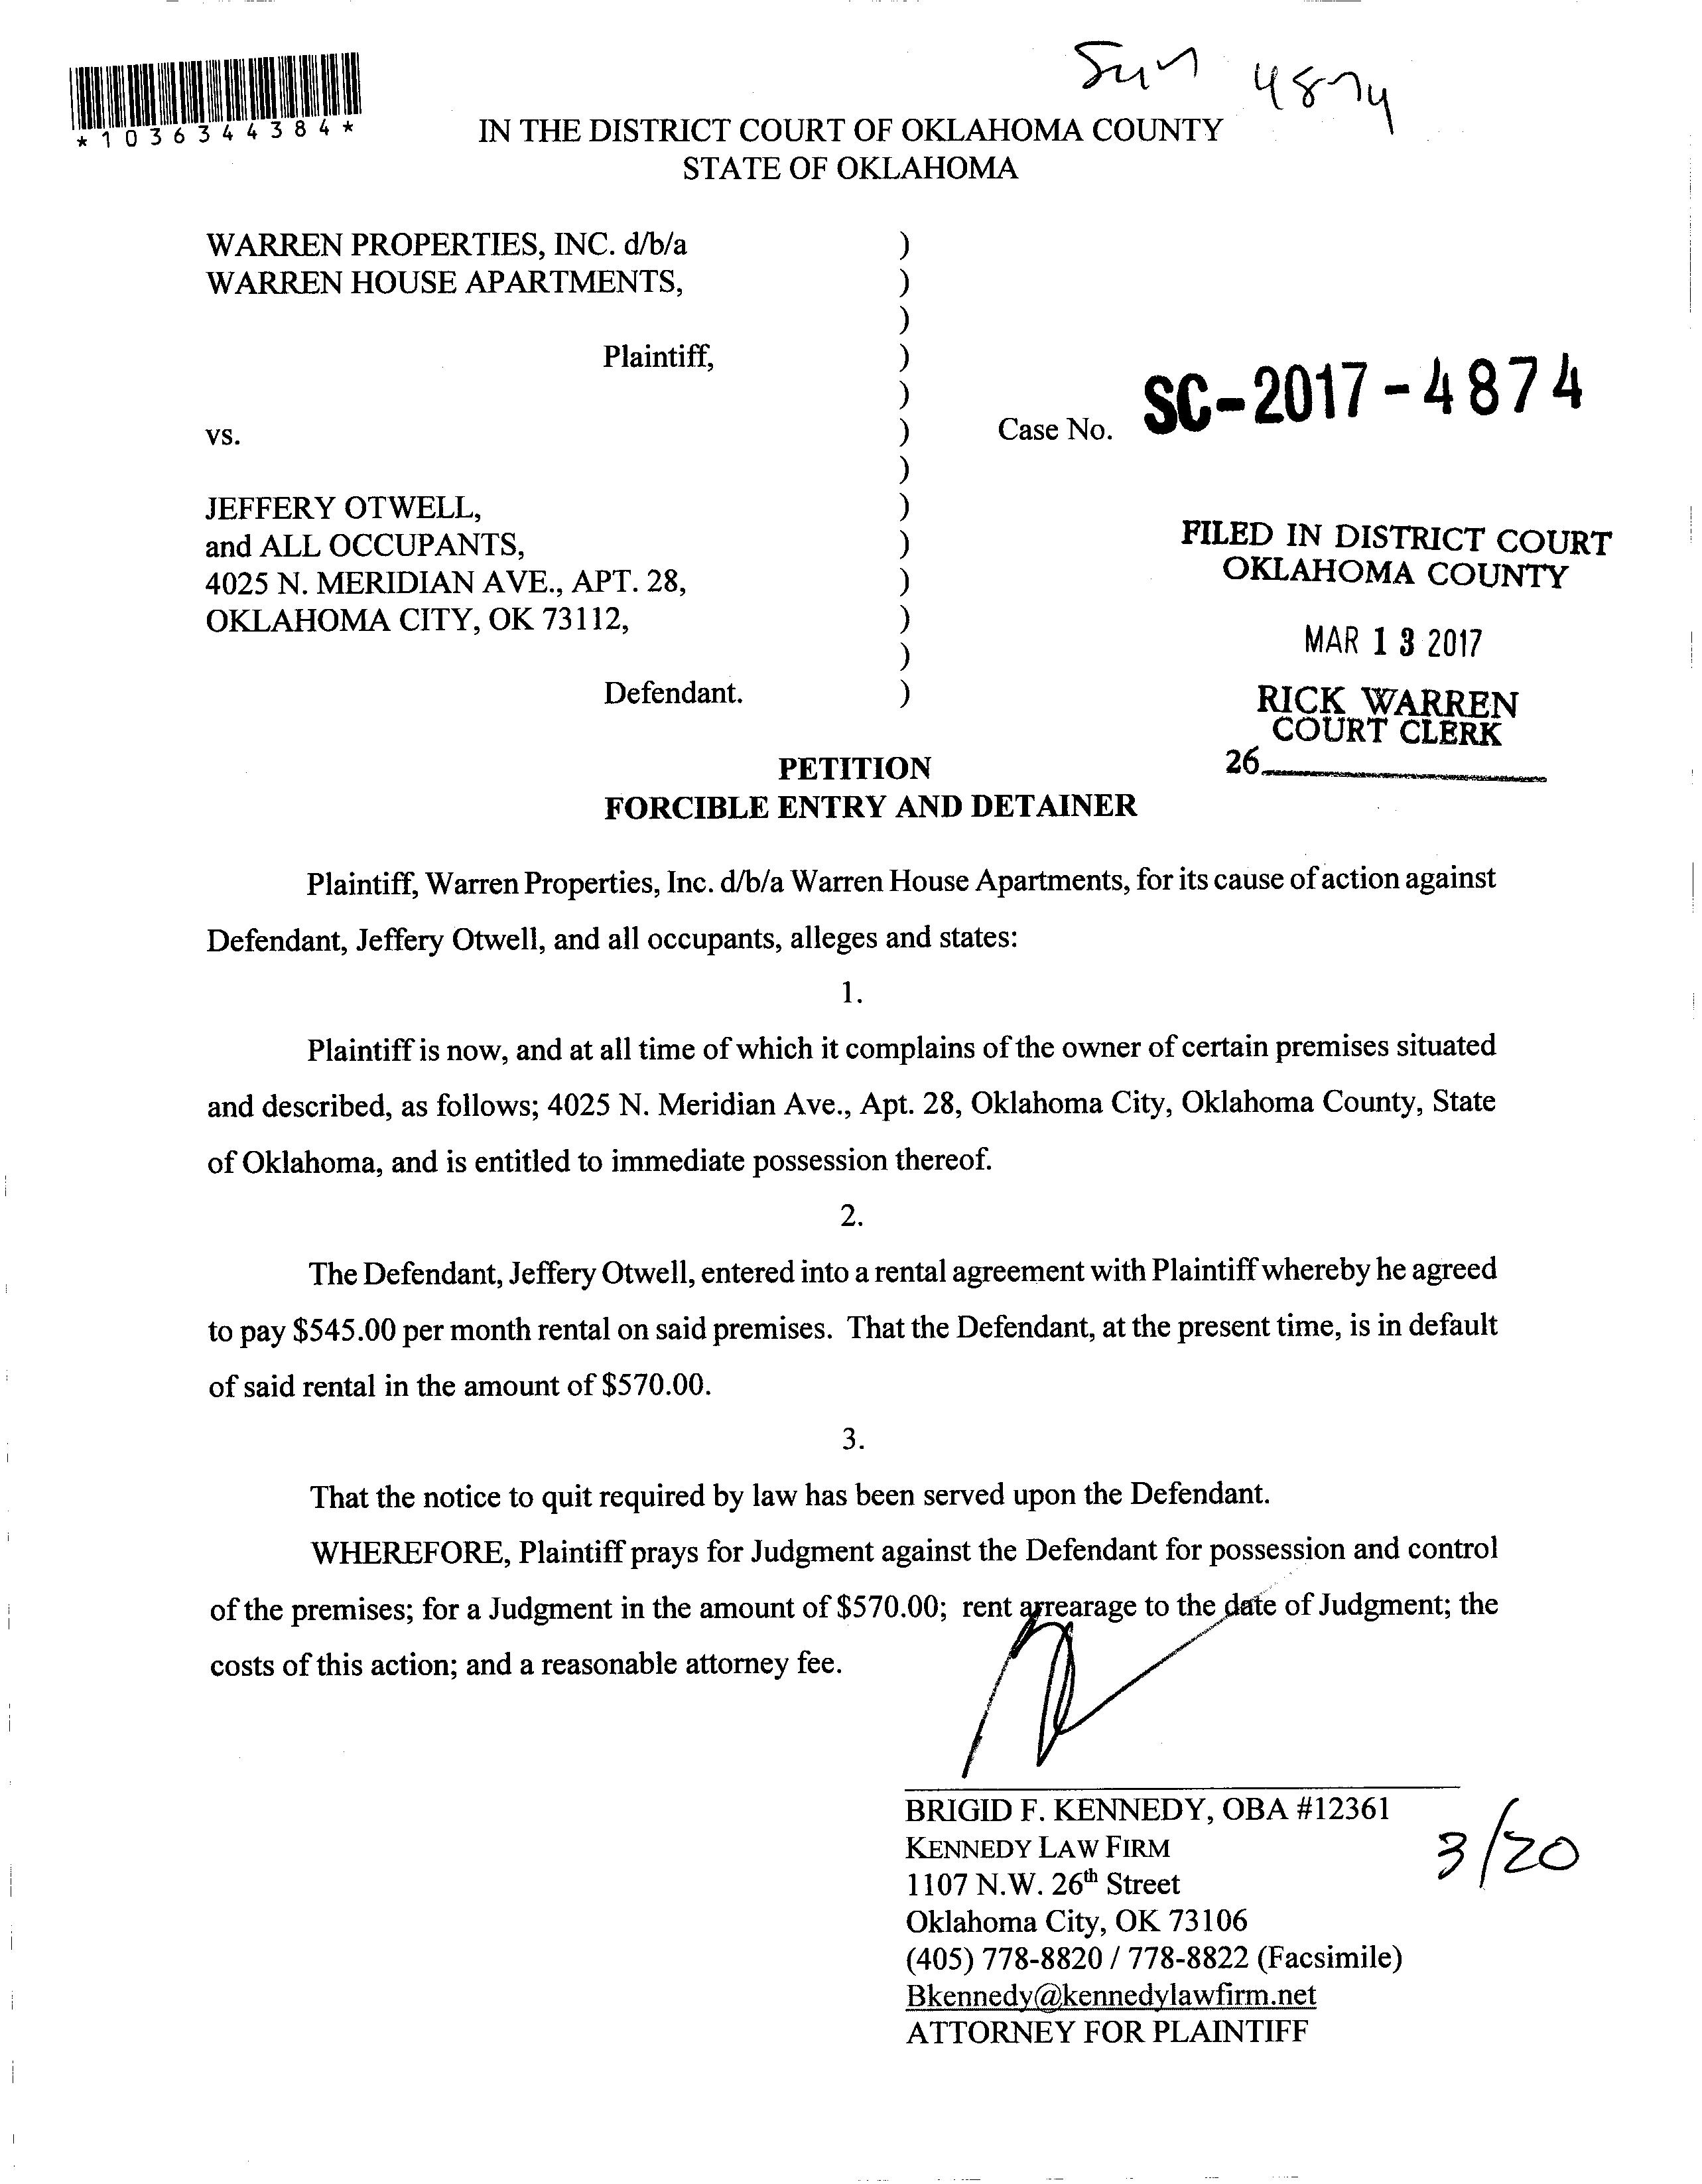 4874
*1036344384*
IN THE DISTRICT COURT OF OKLAHOMA COUNTY
STATE OF OKLAHOMA
WARREN PROPERTIES, INC. d/b/a )
WARREN HOUSE APARTMENTS, )
)
Plaintiff, )
)
vs. ) Case No. SC-2017-4874
)
JEFFERY OTWELL, )
and ALL OCCUPANTS, )
4025 N. MERIDIAN AVE., APT. 28, )
OKLAHOMA CITY, OK 73112, )
)
Defendant. )
FILED IN DISTRICT COURT
OKLAHOMA COUNTY
MAR 13 2017
RICK WARREN
COURT CLERK
26
PETITION
FORCIBLE ENTRY AND DETAINER
Plaintiff, Warren Properties, Inc. d/b/a Warren House Apartments, for its cause of action against
Defendant, Jeffery Otwell, and all occupants, alleges and states:
1.
Plaintiff is now, and at all time of which it complains of the owner of certain premises situated
and described, as follows; 4025 N. Meridian Ave., Apt. 28, Oklahoma City, Oklahoma County, State
of Oklahoma, and is entitled to immediate possession thereof.
2.
The Defendant, Jeffery Otwell, entered into a rental agreement with Plaintiff whereby he agreed
to pay $545.00 per month rental on said premises. That the Defendant, at the present time, is in default
of said rental in the amount of $570.00.
3.
That the notice to quit required by law has been served upon the Defendant.
WHEREFORE, Plaintiff prays for Judgment against the Defendant for possession and control
of the premises; for a Judgment in the amount of $570.00; rent arrearage to the date of Judgment; the
costs of this action; and a reasonable attorney fee.
BRIGID F. KENNEDY, OBA #12361
KENNEDY LAW FIRM
3/20
1107 N.W. 26th Street
Oklahoma City, OK 73106
(405) 778-8820 / 778-8822 (Facsimile)
Bkennedy@kennedylawfirm.net
ATTORNEY FOR PLAINTIFF